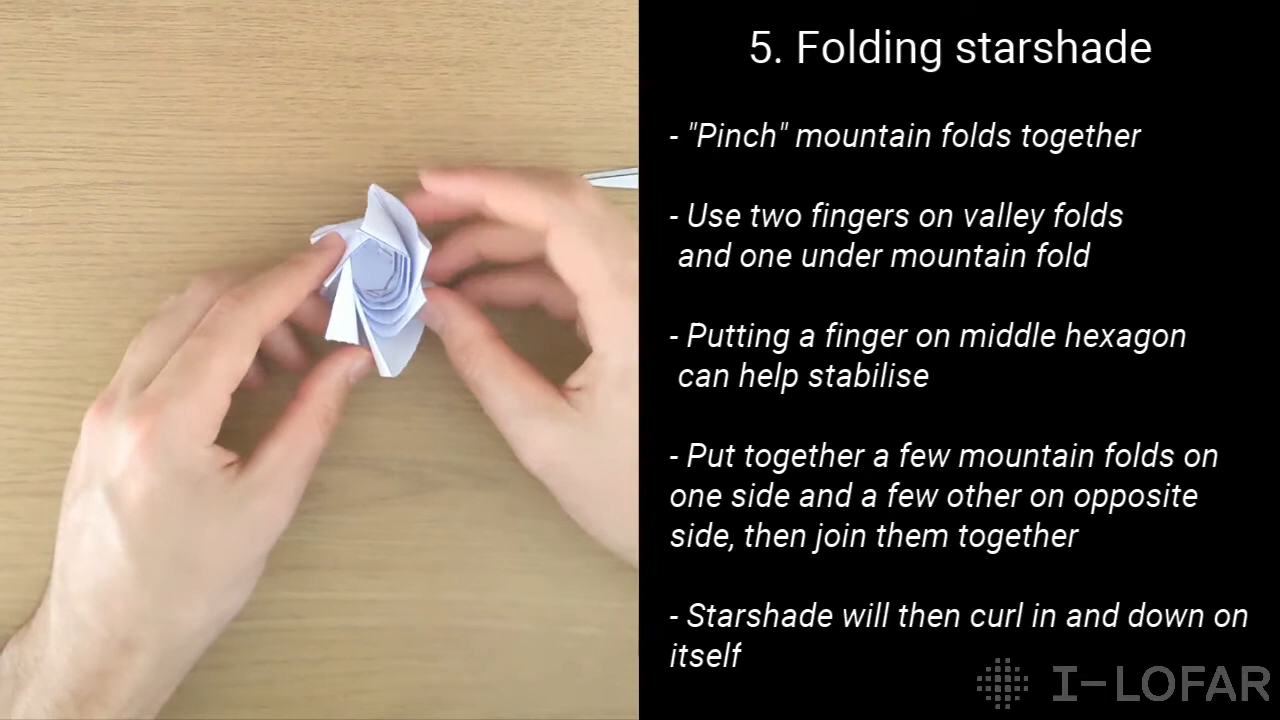 5. Folding starshade
- "Pinch" mountain folds together
- Use two fingers on valley folds
and one under mountain fold
- Putting a finger on middle hexagon
can help stabilise
- Put together a few mountain folds on
one side and a few other on opposite
side, then join them together
- Starshade will then curl in and down on
itself
I-LOFAR